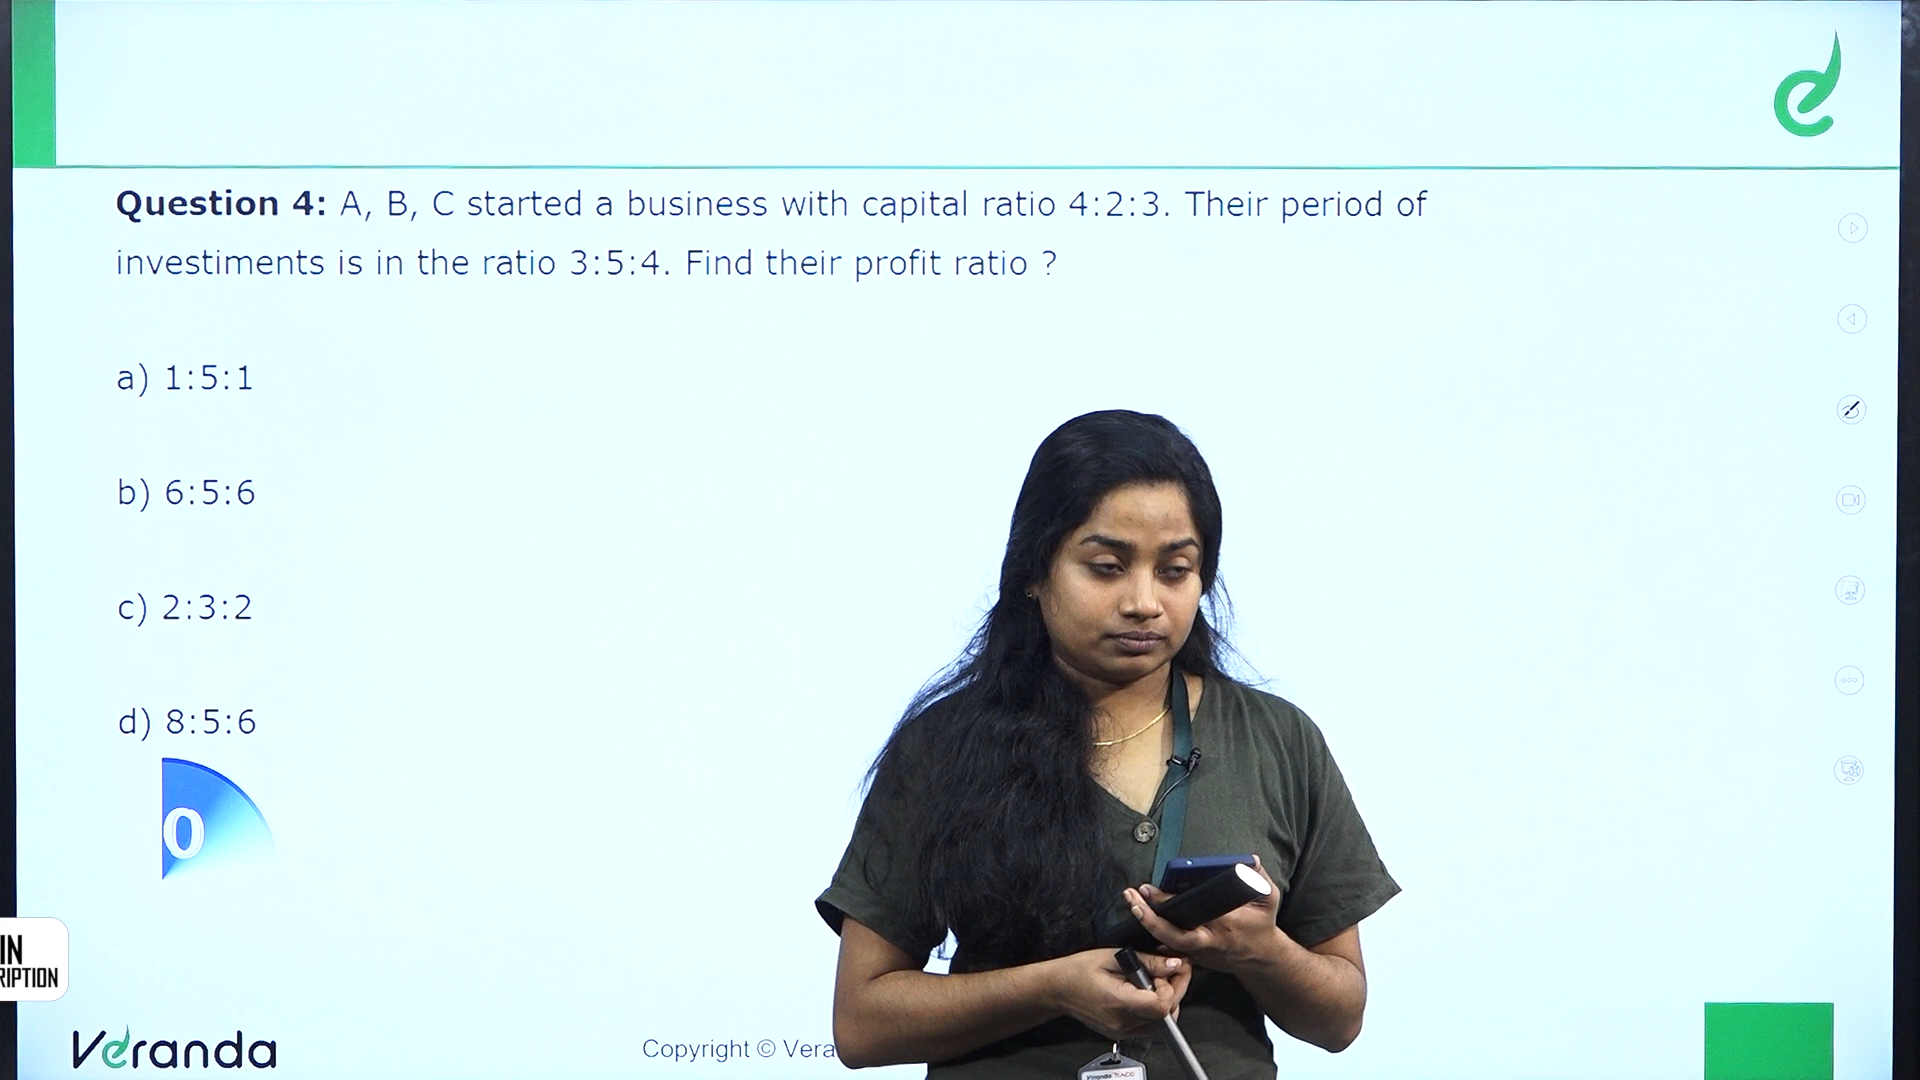 Question 4: A, B, C started a business with capital ratio 4:2:3. Their period of
investiments is in the ratio 3:5:4. Find their profit ratio ?
a) 1:5:1
b) 6:5:6
c) 2:3:2
d) 8:5:6
0
IN
RIPTION
Veranda
Copyright © Vera
Veranda RACE